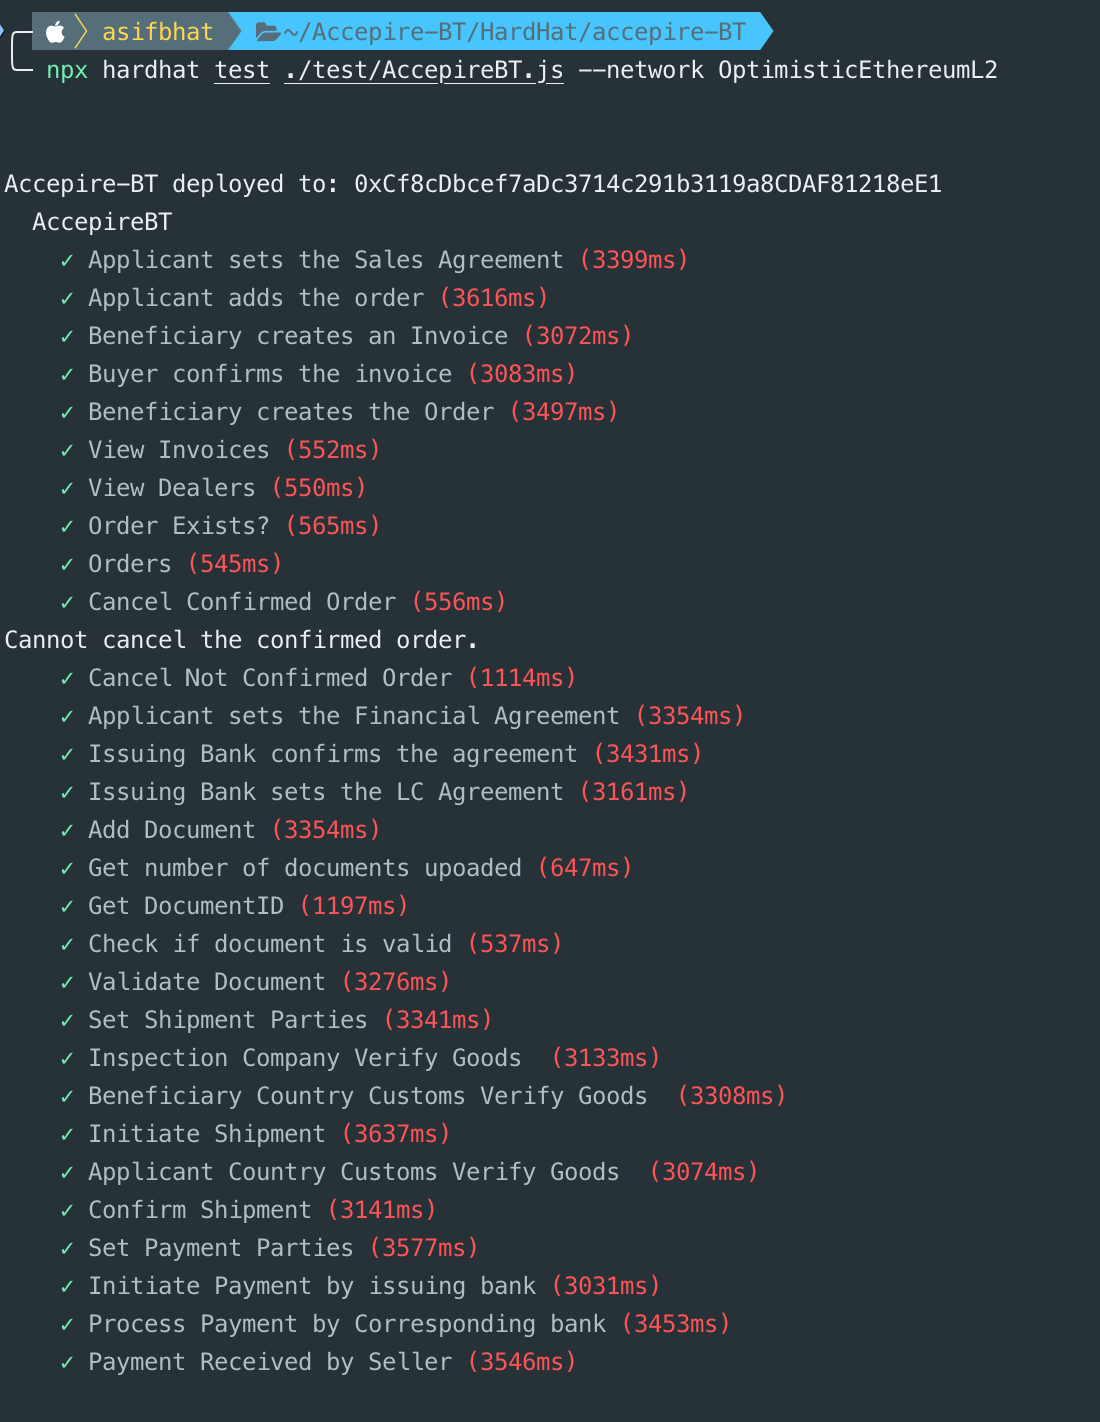 asifbhat ~/Accepire-BT/HardHat/accepire-BT
npx hardhat test ./test/AccepireBT.js --network OptimisticEthereumL2
Accepire-BT deployed to: 0xCf8cDbcef7aDc3714c291b3119a8CDAF81218eE1
AccepireBT
✓ Applicant sets the Sales Agreement (3399ms)
✓ Applicant adds the order (3616ms)
✓ Beneficiary creates an Invoice (3072ms)
✓ Buyer confirms the invoice (3083ms)
✓ Beneficiary creates the Order (3497ms)
✓ View Invoices (552ms)
✓ View Dealers (550ms)
✓ Order Exists? (565ms)
✓ Orders (545ms)
✓ Cancel Confirmed Order (556ms)
Cannot cancel the confirmed order.
✓ Cancel Not Confirmed Order (1114ms)
✓ Applicant sets the Financial Agreement (3354ms)
✓ Issuing Bank confirms the agreement (3431ms)
✓ Issuing Bank sets the LC Agreement (3161ms)
✓ Add Document (3354ms)
✓ Get number of documents upoaded (647ms)
✓ Get DocumentID (1197ms)
✓ Check if document is valid (537ms)
✓ Validate Document (3276ms)
✓ Set Shipment Parties (3341ms)
✓ Inspection Company Verify Goods  (3133ms)
✓ Beneficiary Country Customs Verify Goods  (3308ms)
✓ Initiate Shipment (3637ms)
✓ Applicant Country Customs Verify Goods  (3074ms)
✓ Confirm Shipment (3141ms)
✓ Set Payment Parties (3577ms)
✓ Initiate Payment by issuing bank (3031ms)
✓ Process Payment by Corresponding bank (3453ms)
✓ Payment Received by Seller (3546ms)